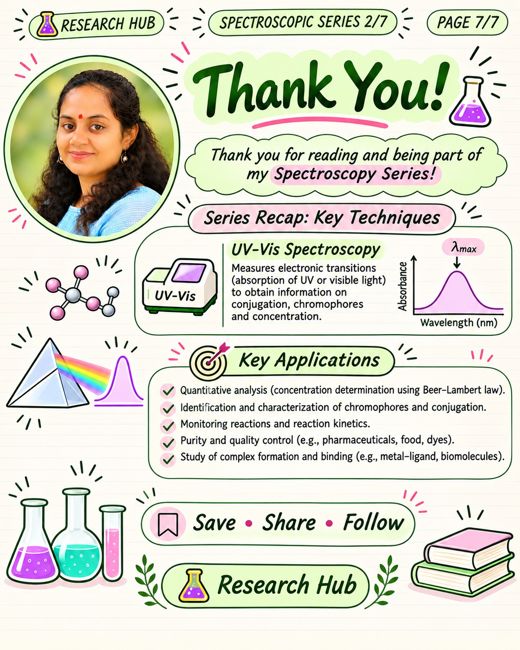 RESEARCH HUB
SPECTROSCOPIC SERIES 2/7
PAGE 7/7
Thank You!
Thank you for reading and being part of
my Spectroscopy Series!
Series Recap: Key Techniques
UV-Vis
UV-Vis Spectroscopy
Measures electronic transitions
(absorption of UV or visible light)
to obtain information on
conjugation, chromophores
and concentration.
λmax
Absorbance
Wavelength (nm)
Key Applications
Quantitative analysis (concentration determination using Beer-Lambert law).
Identification and characterization of chromophores and conjugation.
Monitoring reactions and reaction kinetics.
Purity and quality control (e.g., pharmaceuticals, food, dyes).
Study of complex formation and binding (e.g., metal-ligand, biomolecules).
Save • Share • Follow
Research Hub